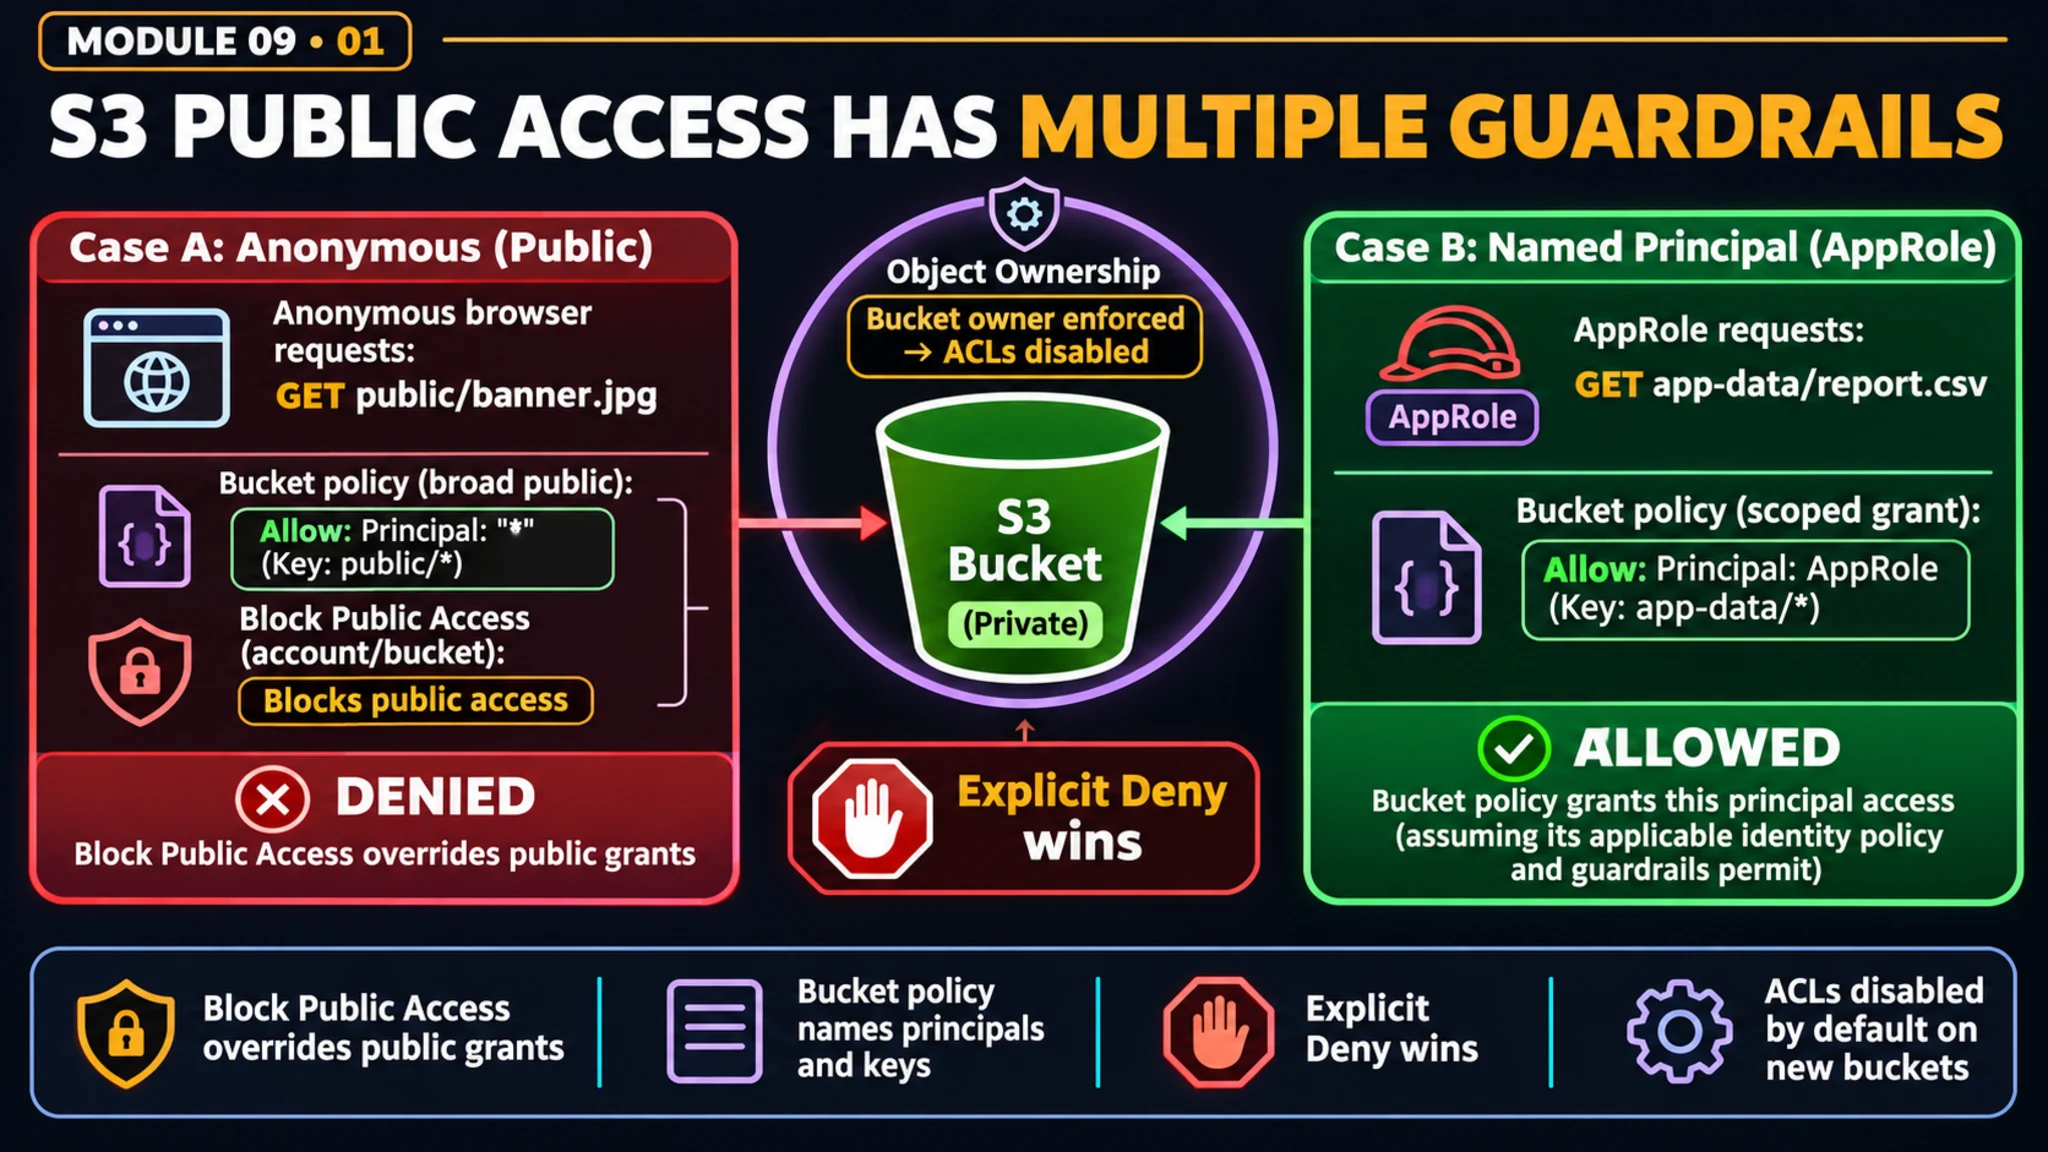 MODULE 09 • 01
S3 PUBLIC ACCESS HAS MULTIPLE GUARDRAILS
Case A: Anonymous (Public)
Anonymous browser
requests:
GET public/banner.jpg
Bucket policy (broad public):
Allow: Principal: "*"
(Key: public/*)
Block Public Access
(account/bucket):
Blocks public access
DENIED
Block Public Access overrides public grants
Object Ownership
Bucket owner enforced
→ ACLs disabled
S3
Bucket
(Private)
Explicit Deny
wins
Case B: Named Principal (AppRole)
AppRole requests:
GET app-data/report.csv
AppRole
Bucket policy (scoped grant):
{ }
Allow: Principal: AppRole
(Key: app-data/*)
ALLOWED
Bucket policy grants this principal access
(assuming its applicable identity policy
and guardrails permit)
Block Public Access
overrides public grants
Bucket policy
names principals
and keys
Explicit
Deny wins
ACLs disabled
by default on
new buckets